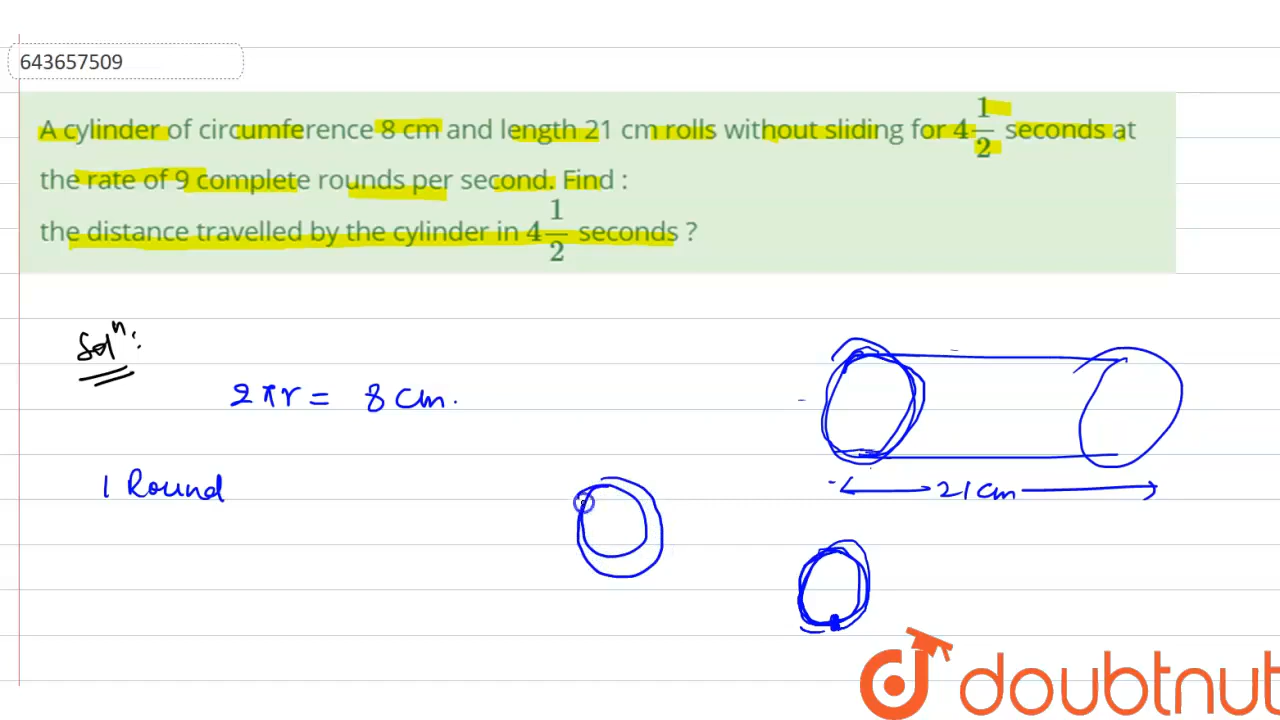 643657509
A cylinder of circumference 8 cm and length 21 cm rolls without sliding for 4 1/2 seconds at
the rate of 9 complete rounds per second. Find :
the distance travelled by the cylinder in 4 1/2 seconds ?
Solⁿ:
2πr = 8 cm.
1 Round
21 cm
doubtnut